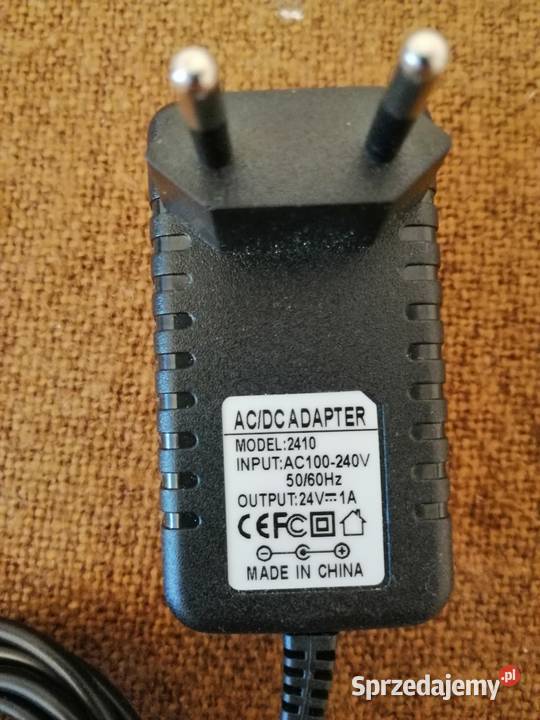 AC/DC ADAPTER
MODEL:2410
INPUT:AC100-240V
50/60Hz
OUTPUT:24V⎓1A
CE FC
MADE IN CHINA
Sprzedajemy.pl